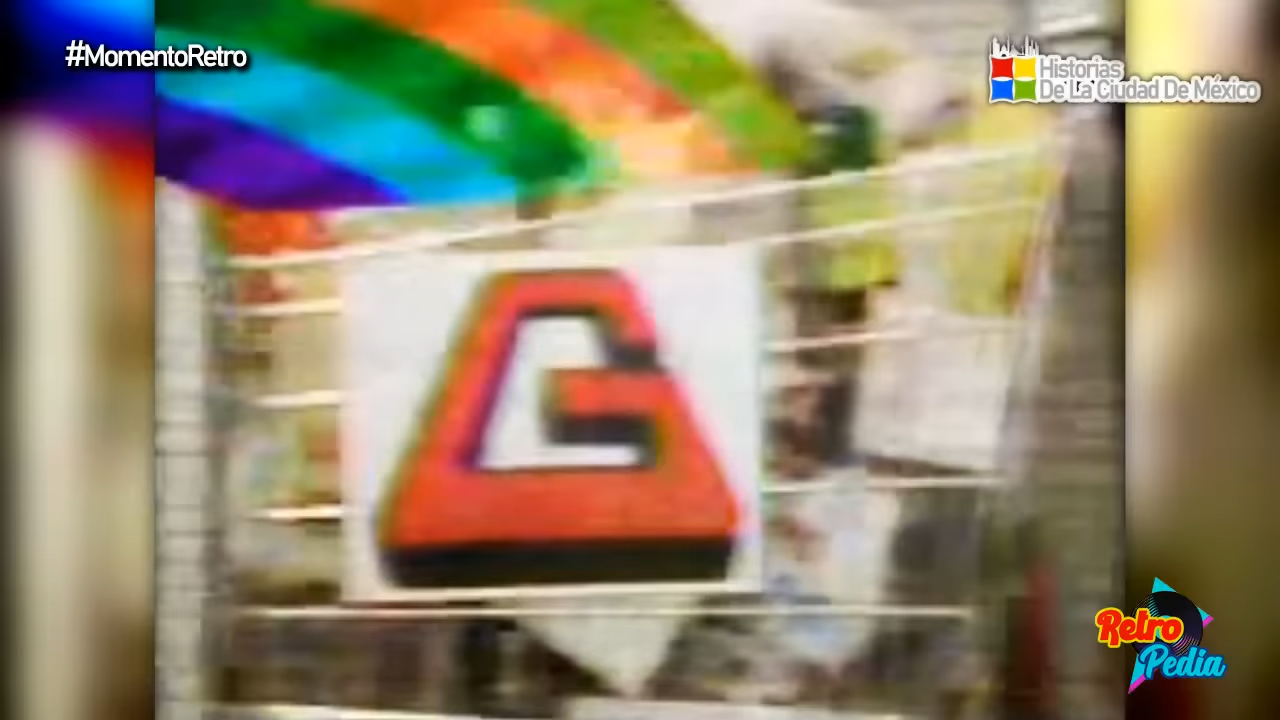 #MomentoRetro
Historias
De La Ciudad De México
G
Retro
Pedia